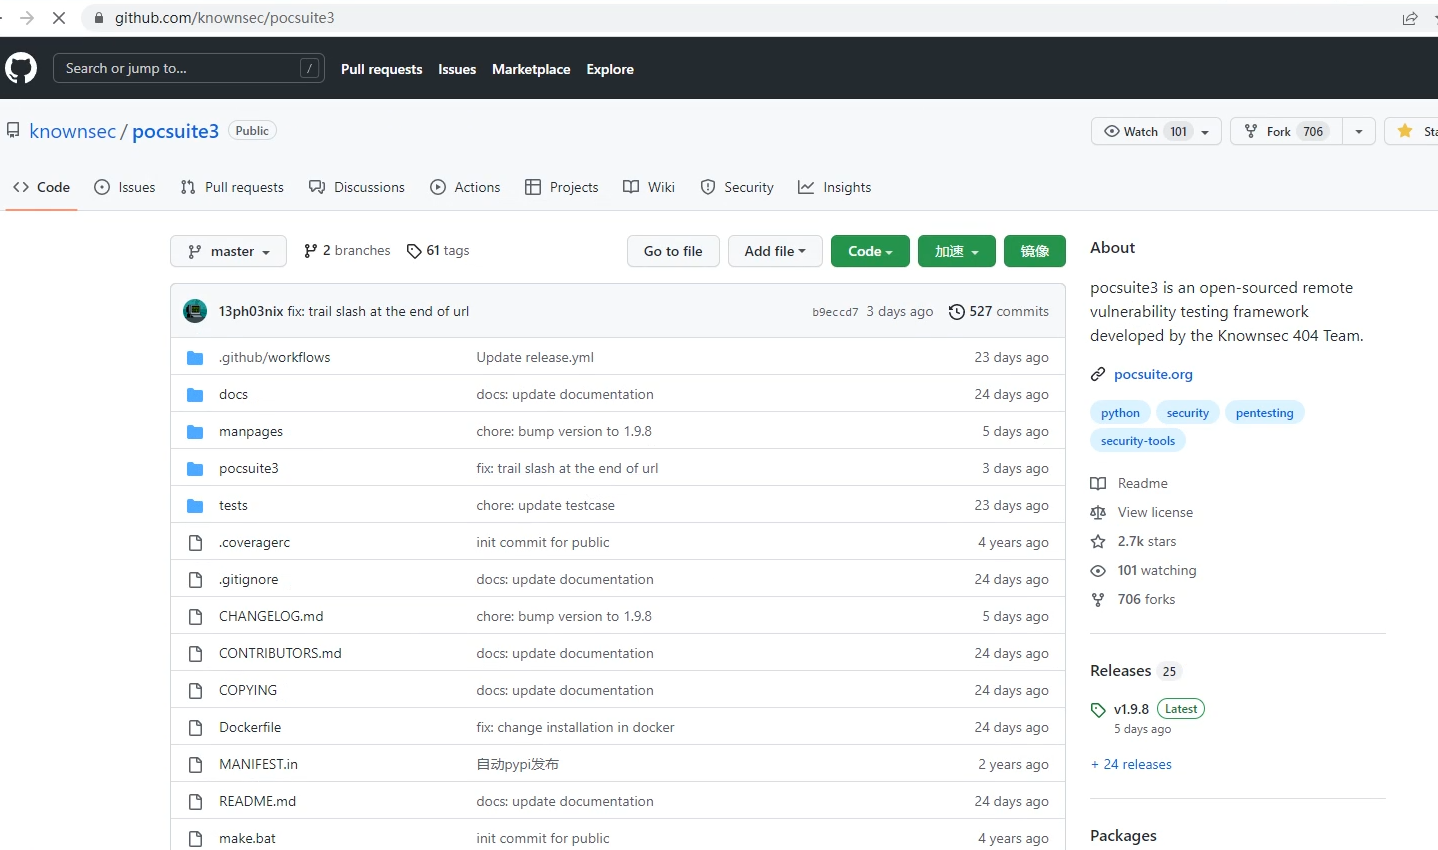 github.com/knownsec/pocsuite3
Search or jump to... / Pull requests Issues Marketplace Explore
knownsec / pocsuite3 Public Watch 101 Fork 706
Code Issues Pull requests Discussions Actions Projects Wiki Security Insights
master 2 branches 61 tags Go to file Add file Code 加速 镜像
13ph03nix fix: trail slash at the end of url b9eccd7 3 days ago 527 commits
.github/workflows Update release.yml 23 days ago
docs docs: update documentation 24 days ago
manpages chore: bump version to 1.9.8 5 days ago
pocsuite3 fix: trail slash at the end of url 3 days ago
tests chore: update testcase 23 days ago
.coveragerc init commit for public 4 years ago
.gitignore docs: update documentation 24 days ago
CHANGELOG.md chore: bump version to 1.9.8 5 days ago
CONTRIBUTORS.md docs: update documentation 24 days ago
COPYING docs: update documentation 24 days ago
Dockerfile fix: change installation in docker 24 days ago
MANIFEST.in 自动pypi发布 2 years ago
README.md docs: update documentation 24 days ago
make.bat init commit for public 4 years ago
About
pocsuite3 is an open-sourced remote
vulnerability testing framework
developed by the Knownsec 404 Team.
pocsuite.org
python security pentesting
security-tools
Readme
View license
2.7k stars
101 watching
706 forks
Releases 25
v1.9.8 Latest
5 days ago
+ 24 releases
Packages